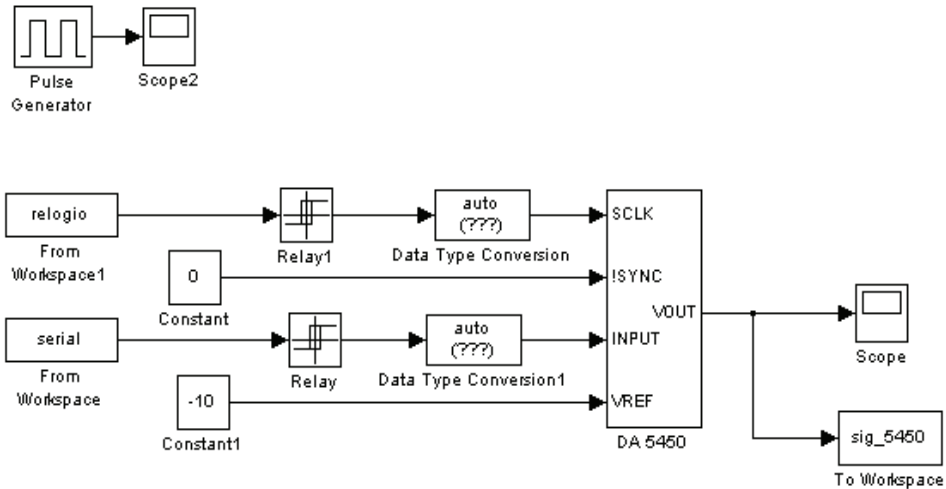 Pulse
Generator
Scope2
relogio
From
Workspace1
Relay1
auto
(???)
Data Type Conversion
SCLK
0
Constant
!SYNC
VOUT
Scope
serial
From
Workspace
Relay
auto
(???)
Data Type Conversion1
INPUT
-10
Constant1
VREF
DA 5450
sig_5450
To Workspace